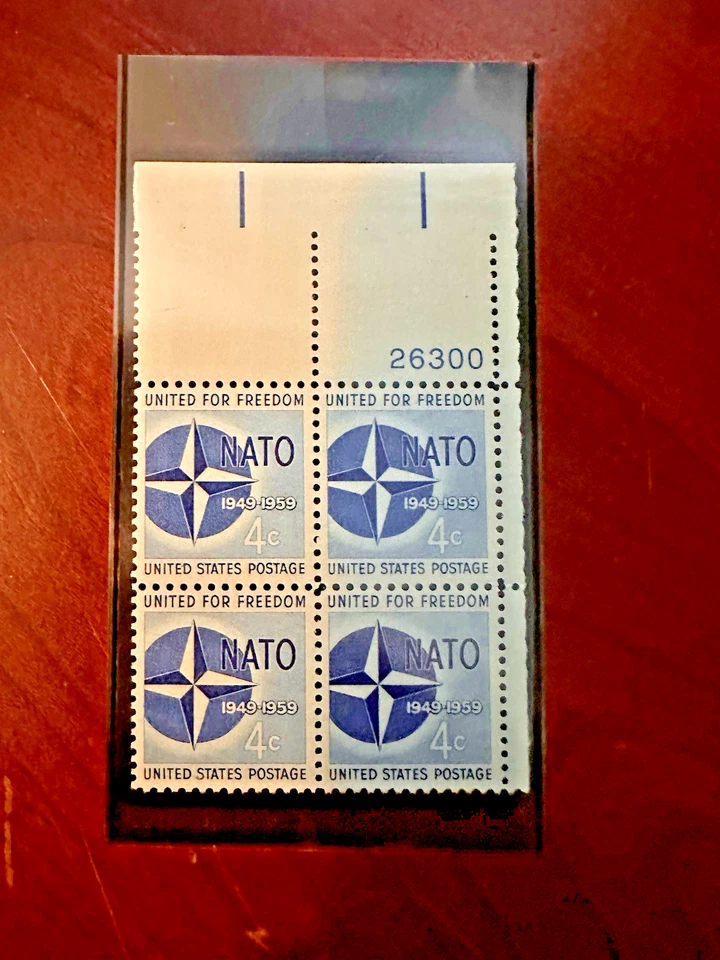 26300
UNITED FOR FREEDOM
NATO
1949-1959
4c
UNITED STATES POSTAGE
UNITED FOR FREEDOM
NATO
1949-1959
4c
UNITED STATES POSTAGE
UNITED FOR FREEDOM
NATO
1949-1959
4c
UNITED STATES POSTAGE
UNITED FOR FREEDOM
NATO
1949-1959
4c
UNITED STATES POSTAGE